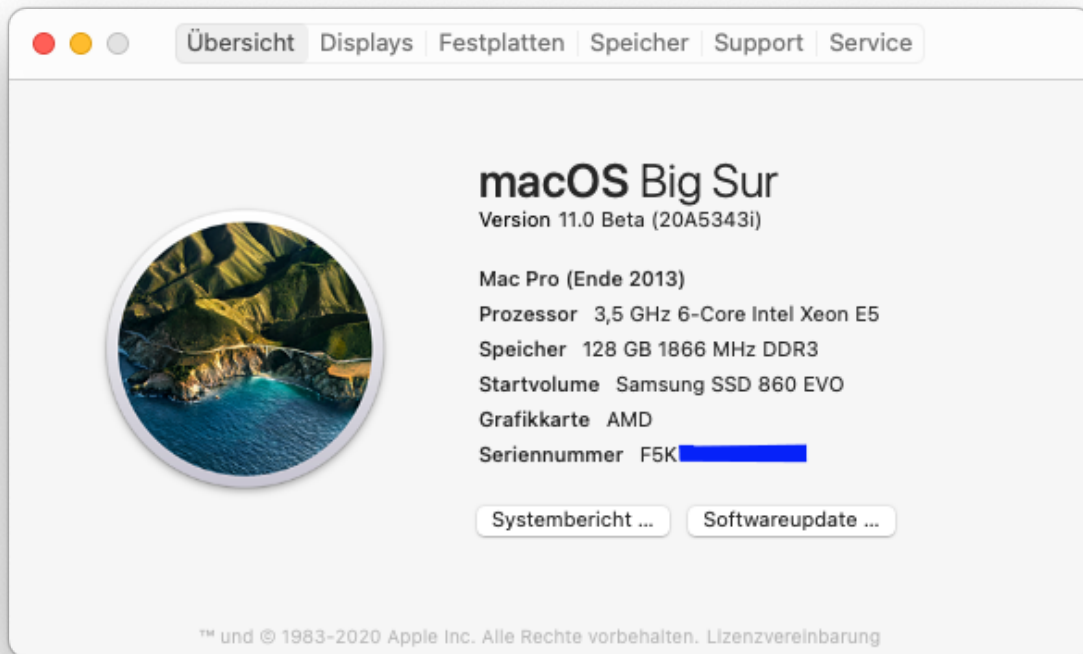 Übersicht Displays Festplatten Speicher Support Service
macOS Big Sur
Version 11.0 Beta (20A5343i)
Mac Pro (Ende 2013)
Prozessor 3,5 GHz 6-Core Intel Xeon E5
Speicher 128 GB 1866 MHz DDR3
Startvolume Samsung SSD 860 EVO
Grafikkarte AMD
Seriennummer F5K
Systembericht ... Softwareupdate ...
™ und © 1983-2020 Apple Inc. Alle Rechte vorbehalten. Lizenzvereinbarung